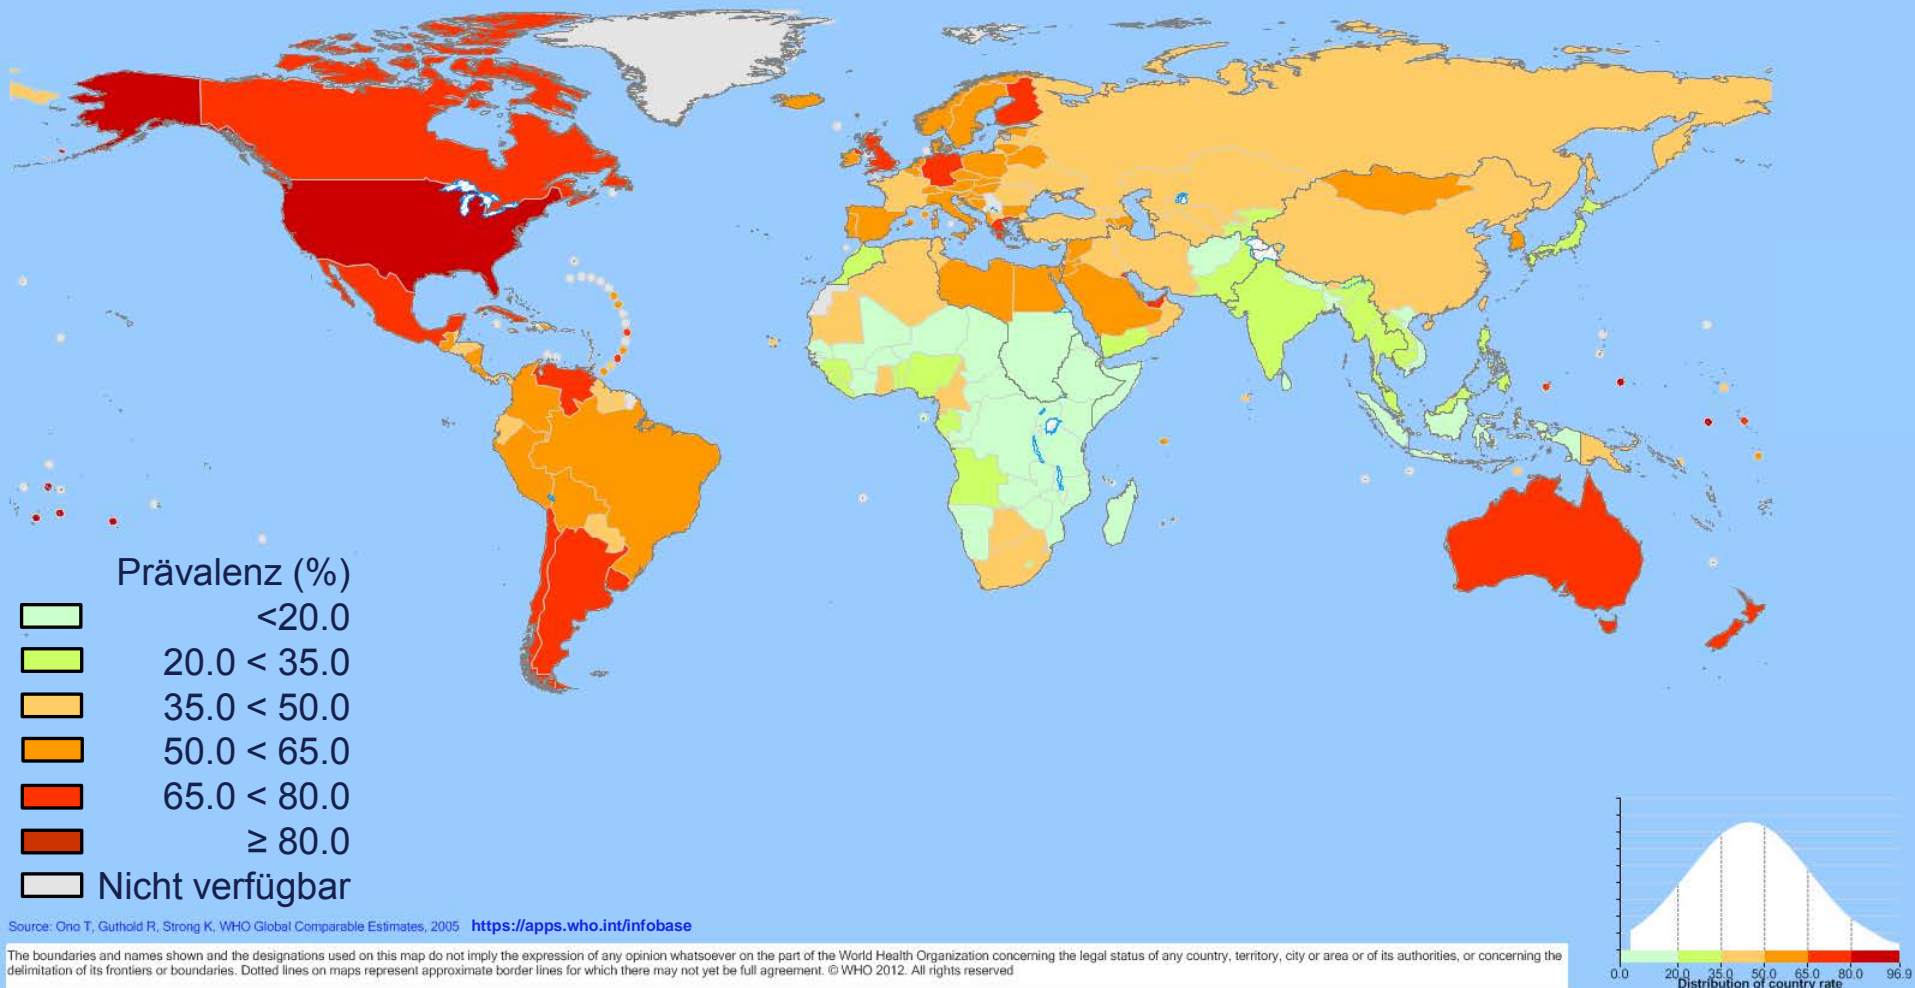 Prävalenz (%)
<20.0
20.0 < 35.0
35.0 < 50.0
50.0 < 65.0
65.0 < 80.0
≥ 80.0
Nicht verfügbar
Source: Ono T, Guthold R, Strong K, WHO Global Comparable Estimates, 2005 https://apps.who.int/infobase
The boundaries and names shown and the designations used on this map do not imply the expression of any opinion whatsoever on the part of the World Health Organization concerning the legal status of any country, territory, city or area or of its authorities, or concerning the
delimitation of its frontiers or boundaries. Dotted lines on maps represent approximate border lines for which there may not yet be full agreement. © WHO 2012. All rights reserved
0.0 20.0 35.0 50.0 65.0 80.0 96.9
Distribution of country rate